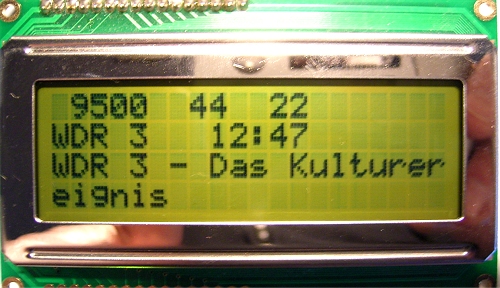 9500 44 22
WDR 3 12:47
WDR 3 - Das Kulturer
eignis